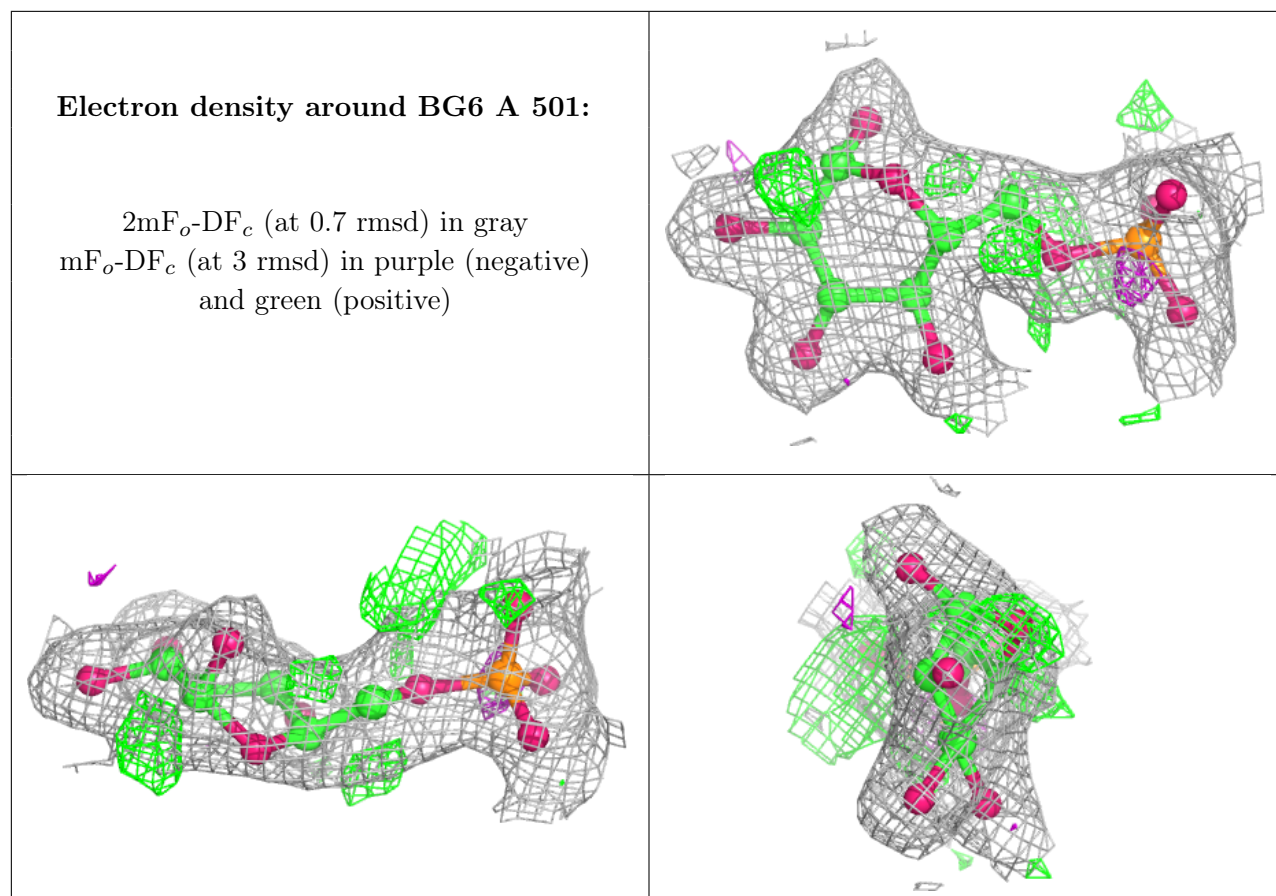 Electron density around BG6 A 501:
2mFo-DFc (at 0.7 rmsd) in gray
mFo-DFc (at 3 rmsd) in purple (negative)
and green (positive)